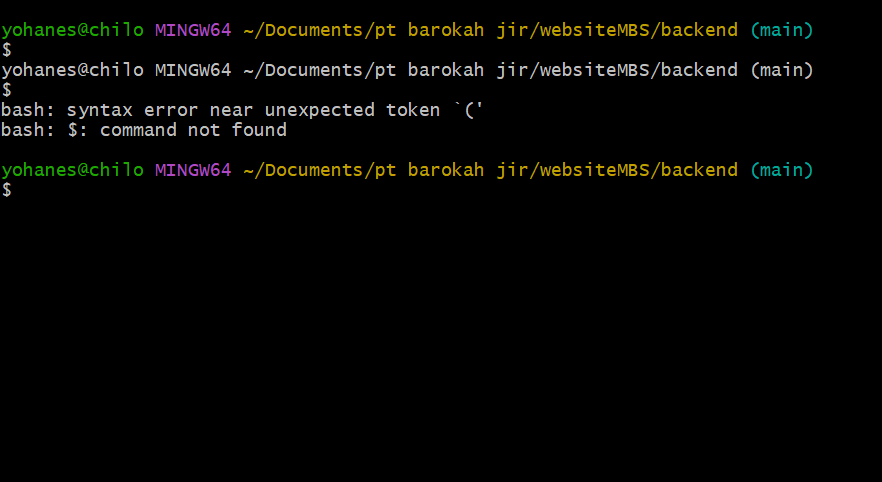 yohanes@chilo MINGW64 ~/Documents/pt barokah jir/websiteMBS/backend (main)
$
yohanes@chilo MINGW64 ~/Documents/pt barokah jir/websiteMBS/backend (main)
$
bash: syntax error near unexpected token `('
bash: $: command not found
yohanes@chilo MINGW64 ~/Documents/pt barokah jir/websiteMBS/backend (main)
$